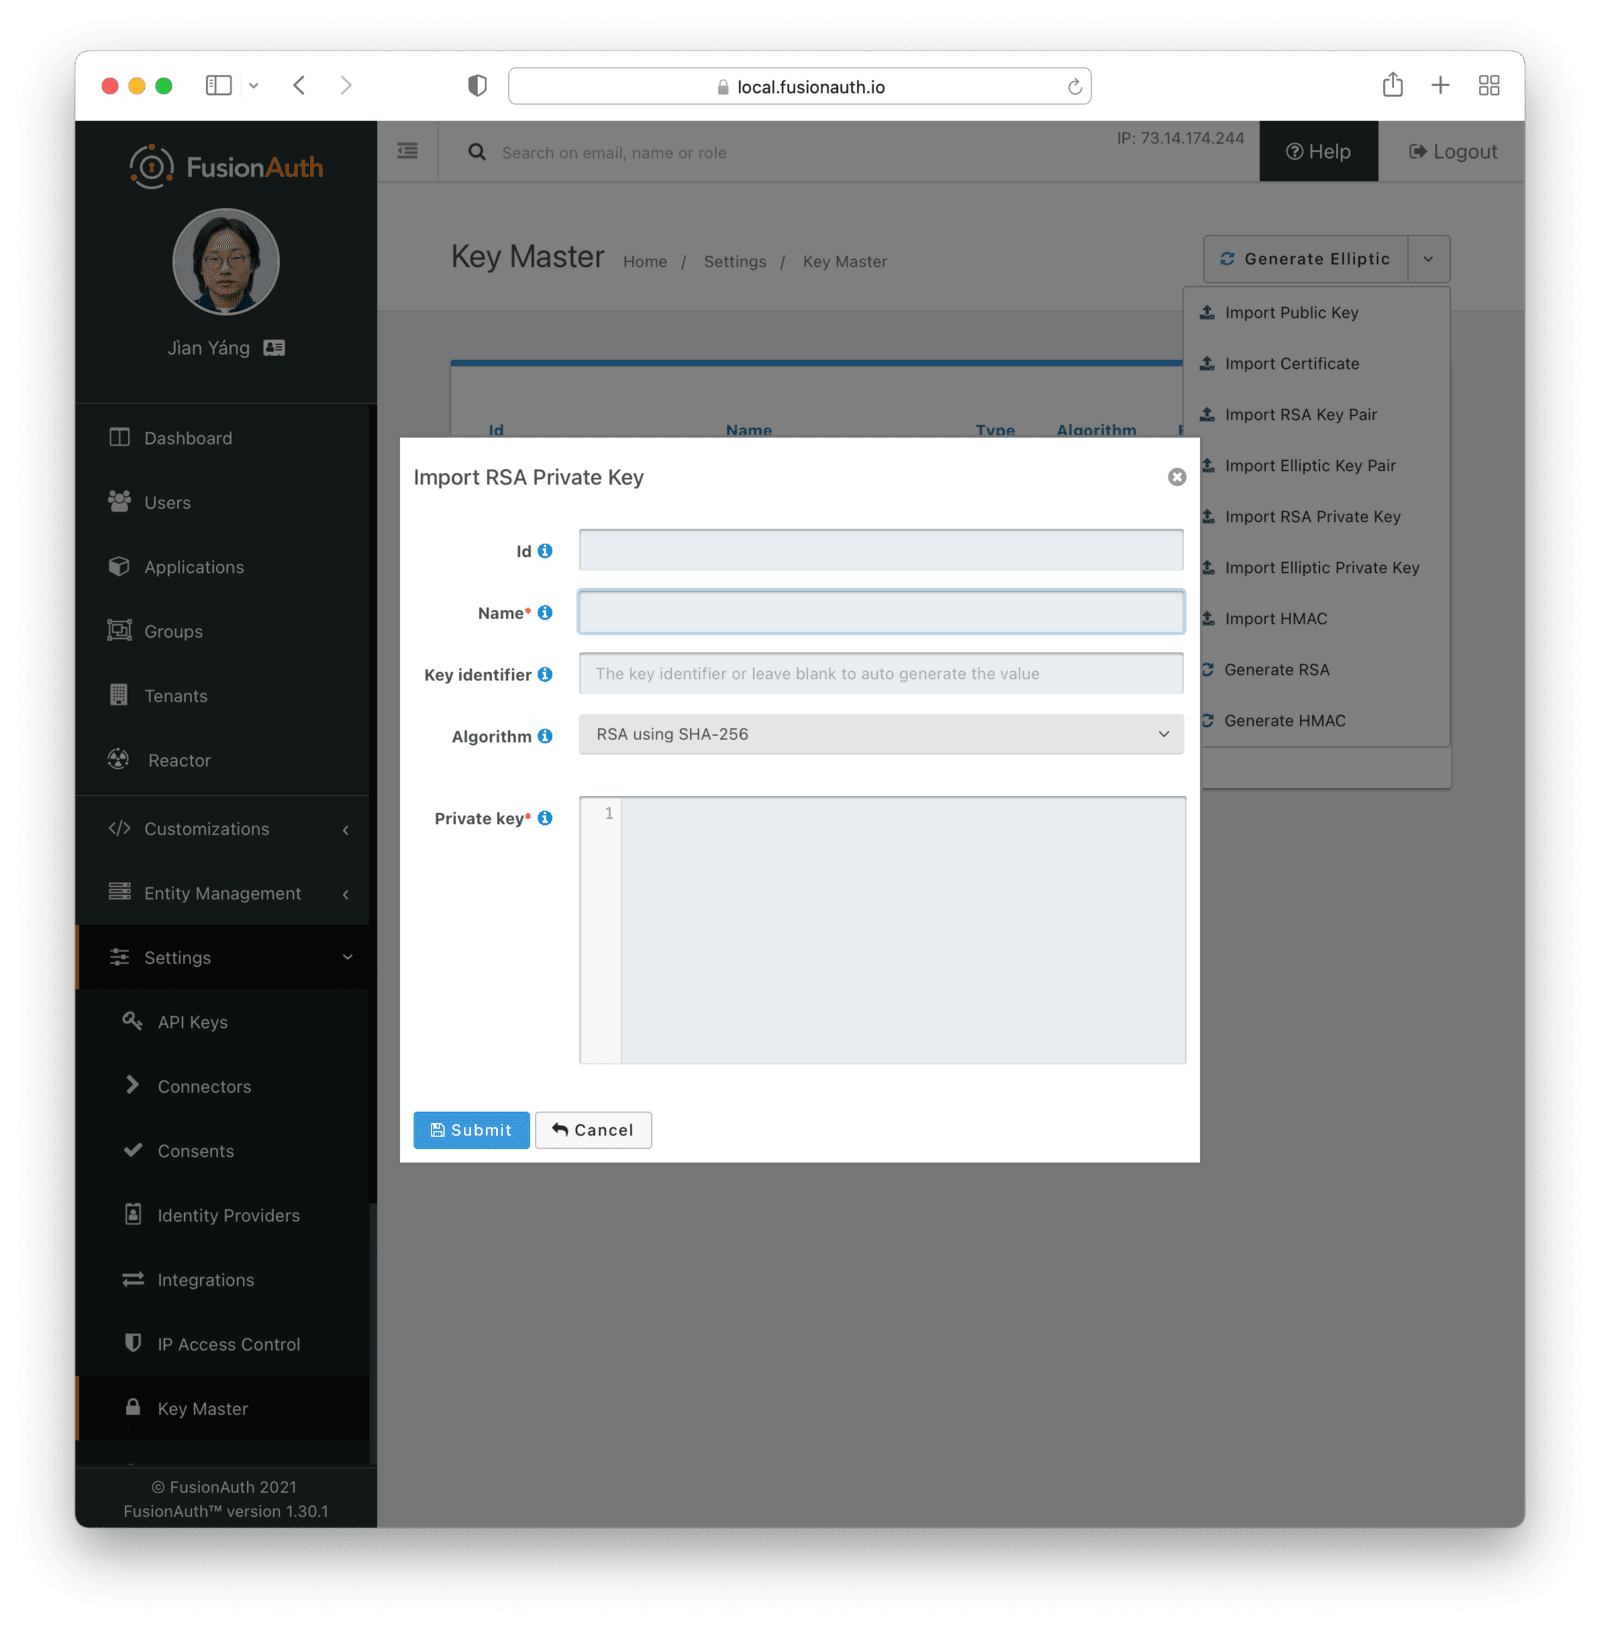 local.fusionauth.io
FusionAuth
Jian Yáng
Dashboard
Users
Applications
Groups
Tenants
Reactor
Customizations
Entity Management
Settings
API Keys
Connectors
Consents
Identity Providers
Integrations
IP Access Control
Key Master
© FusionAuth 2021
FusionAuth™ version 1.30.1
Search on email, name or role
IP: 73.14.174.244
Help
Logout
Key Master
Home / Settings / Key Master
Generate Elliptic
Import Public Key
Import Certificate
Import RSA Key Pair
Import Elliptic Key Pair
Import RSA Private Key
Import Elliptic Private Key
Import HMAC
Generate RSA
Generate HMAC
Id Name Type Algorithm
Import RSA Private Key
Id
Name*
Key identifier The key identifier or leave blank to auto generate the value
Algorithm RSA using SHA-256
Private key* 1
Submit Cancel